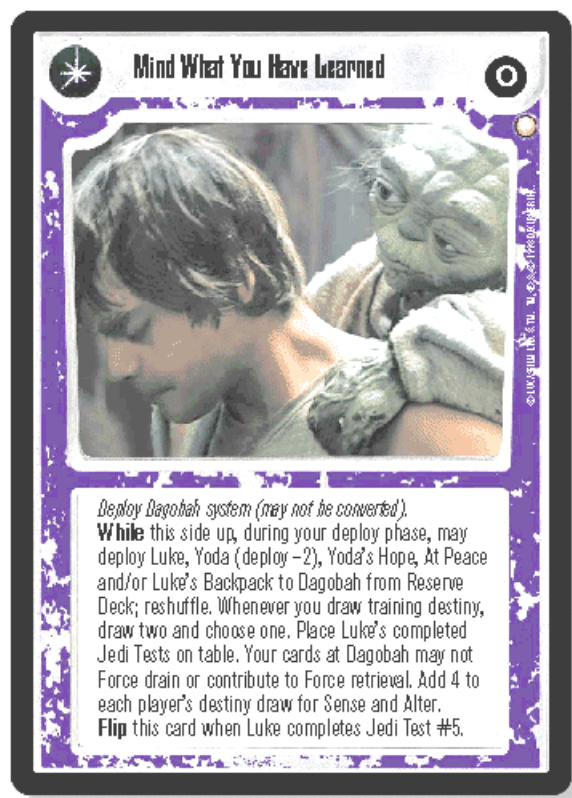 Mind What You Have Learned
O
Deploy Dagobah system (may not be converted).
While this side up, during your deploy phase, may
deploy Luke, Yoda (deploy –2), Yoda's Hope, At Peace
and/or Luke's Backpack to Dagobah from Reserve
Deck; reshuffle. Whenever you draw training destiny,
draw two and choose one. Place Luke's completed
Jedi Tests on table. Your cards at Dagobah may not
Force drain or contribute to Force retrieval. Add 4 to
each player's destiny draw for Sense and Alter.
Flip this card when Luke completes Jedi Test #5.